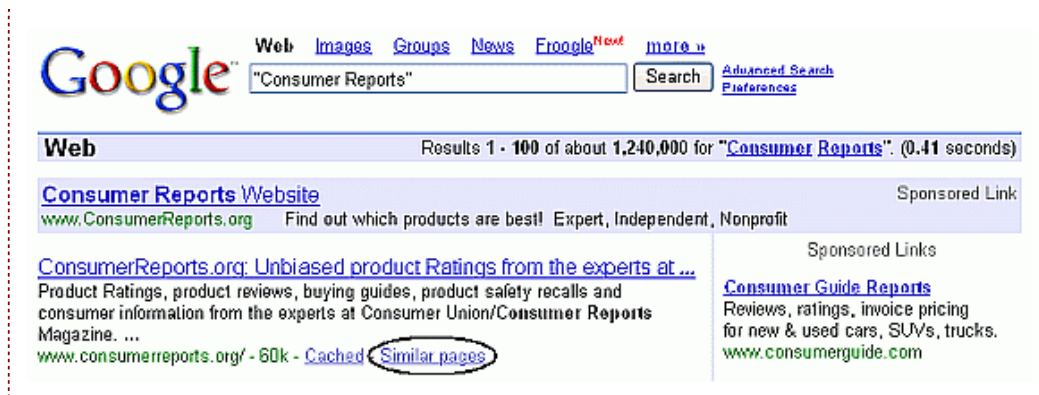 Google™
Web Images Groups News Froogle New! more »
"Consumer Reports" Search Advanced Search
Preferences
Web Results 1 - 100 of about 1,240,000 for "Consumer Reports". (0.41 seconds)
Consumer Reports Website Sponsored Link
www.ConsumerReports.org Find out which products are best! Expert, Independent, Nonprofit
Sponsored Links
ConsumerReports.org: Unbiased product Ratings from the experts at ...
Product Ratings, product reviews, buying guides, product safety recalls and
consumer information from the experts at Consumer Union/Consumer Reports
Magazine. ...
www.consumerreports.org/ - 60k - Cached Similar pages
Consumer Guide Reports
Reviews, ratings, invoice pricing
for new & used cars, SUVs, trucks.
www.consumerguide.com